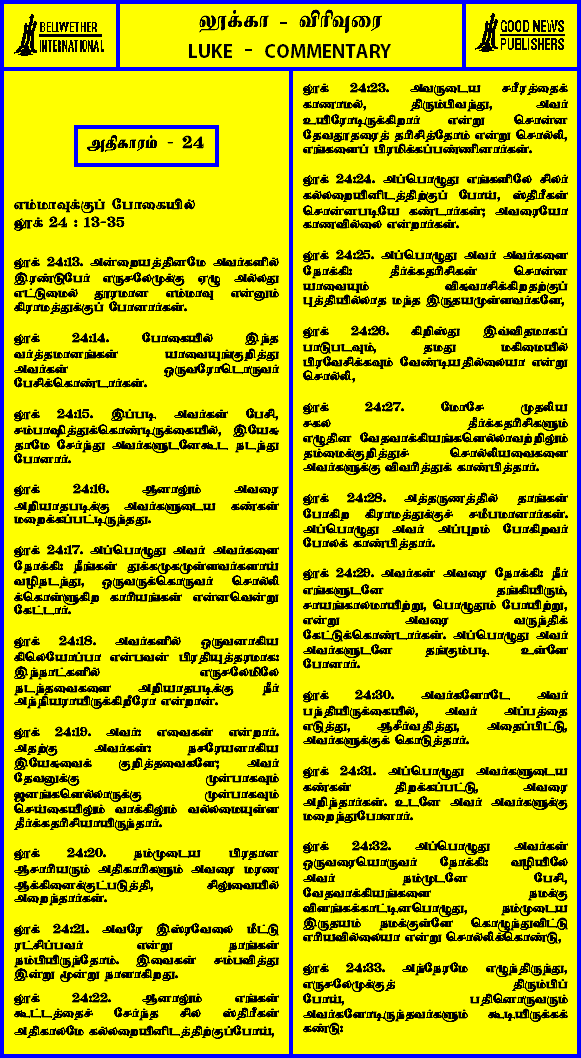 BELLWETHER
INTERNATIONAL
லூக்கா - விரிவுரை
LUKE - COMMENTARY
GOOD NEWS
PUBLISHERS
அதிகாரம் - 24
எம்மாவுக்குப் போகையில்
லூக் 24 : 13-35
லூக் 24:13. அன்றையத்தினமே அவர்களில்
இரண்டுபேர் எருசலேமுக்கு ஏழு அல்லது
எட்டுமைல் தூரமான எம்மாவு என்னும்
கிராமத்துக்குப் போனார்கள்.
லூக் 24:14. போகையில் இந்த
வர்த்தமானங்கள் யாவையுங்குறித்து
அவர்கள் ஒருவரோடொருவர்
பேசிக்கொண்டார்கள்.
லூக் 24:15. இப்படி அவர்கள் பேசி,
சம்பாஷித்துக்கொண்டிருக்கையில், இயேசு
தாமே சேர்ந்து அவர்களுடனேகூட நடந்து
போனார்.
லூக் 24:16. ஆனாலும் அவரை
அறியாதபடிக்கு அவர்களுடைய கண்கள்
மறைக்கப்பட்டிருந்தது.
லூக் 24:17. அப்பொழுது அவர் அவர்களை
நோக்கி: நீங்கள் துக்கமுகமுள்ளவர்களாய்
வழிநடந்து, ஒருவருக்கொருவர் சொல்லி
க்கொள்ளுகிற காரியங்கள் என்னவென்று
கேட்டார்.
லூக் 24:18. அவர்களில் ஒருவனாகிய
கிலெயோப்பா என்பவன் பிரதியுத்தரமாக:
இந்நாட்களில் எருசலேமிலே
நடந்தவைகளை அறியாதபடிக்கு நீர்
அந்நியராயிருக்கிறீரோ என்றான்.
லூக் 24:19. அவர்: எவைகள் என்றார்.
அதற்கு அவர்கள்: நசரேயனாகிய
இயேசுவைக் குறித்தவைகளே; அவர்
தேவனுக்கு முன்பாகவும்
ஜனங்களெல்லாருக்கு முன்பாகவும்
செய்கையிலும் வாக்கிலும் வல்லமையுள்ள
தீர்க்கதரிசியாயிருந்தார்.
லூக் 24:20. நம்முடைய பிரதான
ஆசாரியரும் அதிகாரிகளும் அவரை மரண
ஆக்கினைக்குட்படுத்தி, சிலுவையில்
அறைந்தார்கள்.
லூக் 24:21. அவரே இஸ்ரவேலை மீட்டு
ரட்சிப்பவர் என்று நாங்கள்
நம்பியிருந்தோம். இவைகள் சம்பவித்து
இன்று மூன்று நாளாகிறது.
லூக் 24:22. ஆனாலும் எங்கள்
கூட்டத்தைச் சேர்ந்த சில ஸ்திரீகள்
அதிகாலமே கல்லறையினிடத்திற்குப்போய்,
லூக் 24:23. அவருடைய சரீரத்தைக்
காணாமல், திரும்பிவந்து, அவர்
உயிரோடிருக்கிறார் என்று சொன்ன
தேவதூதரைத் தரிசித்தோம் என்று சொல்லி,
எங்களைப் பிரமிக்கப்பண்ணினார்கள்.
லூக் 24:24. அப்பொழுது எங்களிலே சிலர்
கல்லறையினிடத்திற்குப் போய், ஸ்திரீகள்
சொன்னபடியே கண்டார்கள்; அவரையோ
காணவில்லை என்றார்கள்.
லூக் 24:25. அப்பொழுது அவர் அவர்களை
நோக்கி: தீர்க்கதரிசிகள் சொன்ன
யாவையும் விசுவாசிக்கிறதற்குப்
புத்தியில்லாத மந்த இருதயமுள்ளவர்களே,
லூக் 24:26. கிறிஸ்து இவ்விதமாகப்
பாடுபடவும், தமது மகிமையில்
பிரவேசிக்கவும் வேண்டியதில்லையா என்று
சொல்லி,
லூக் 24:27. மோசே முதலிய
சகல தீர்க்கதரிசிகளும்
எழுதின வேதவாக்கியங்களெல்லாவற்றிலும்
தம்மைக்குறித்துச் சொல்லியவைகளை
அவர்களுக்கு விவரித்துக் காண்பித்தார்.
லூக் 24:28. அத்தருணத்தில் தாங்கள்
போகிற கிராமத்துக்குச் சமீபமானார்கள்.
அப்பொழுது அவர் அப்புறம் போகிறவர்
போலக் காண்பித்தார்.
லூக் 24:29. அவர்கள் அவரை நோக்கி: நீர்
எங்களுடனே தங்கியிரும்,
சாயங்காலமாயிற்று, பொழுதும் போயிற்று,
என்று அவரை வருந்திக்
கேட்டுக்கொண்டார்கள். அப்பொழுது அவர்
அவர்களுடனே தங்கும்படி உள்ளே
போனார்.
லூக் 24:30. அவர்களோடே அவர்
பந்தியிருக்கையில், அவர் அப்பத்தை
எடுத்து, ஆசீர்வதித்து, அதைப்பிட்டு,
அவர்களுக்குக் கொடுத்தார்.
லூக் 24:31. அப்பொழுது அவர்களுடைய
கண்கள் திறக்கப்பட்டு, அவரை
அறிந்தார்கள். உடனே அவர் அவர்களுக்கு
மறைந்துபோனார்.
லூக் 24:32. அப்பொழுது அவர்கள்
ஒருவரையொருவர் நோக்கி: வழியிலே
அவர் நம்முடனே பேசி,
வேதவாக்கியங்களை நமக்கு
விளங்கக்காட்டினபொழுது, நம்முடைய
இருதயம் நமக்குள்ளே கொழுந்துவிட்டு
எரியவில்லையா என்று சொல்லிக்கொண்டு,
லூக் 24:33. அந்நேரமே எழுந்திருந்து,
எருசலேமுக்குத் திரும்பிப்
போய், பதினொருவரும்
அவர்களோடிருந்தவர்களும் கூடியிருக்கக்
கண்டு: